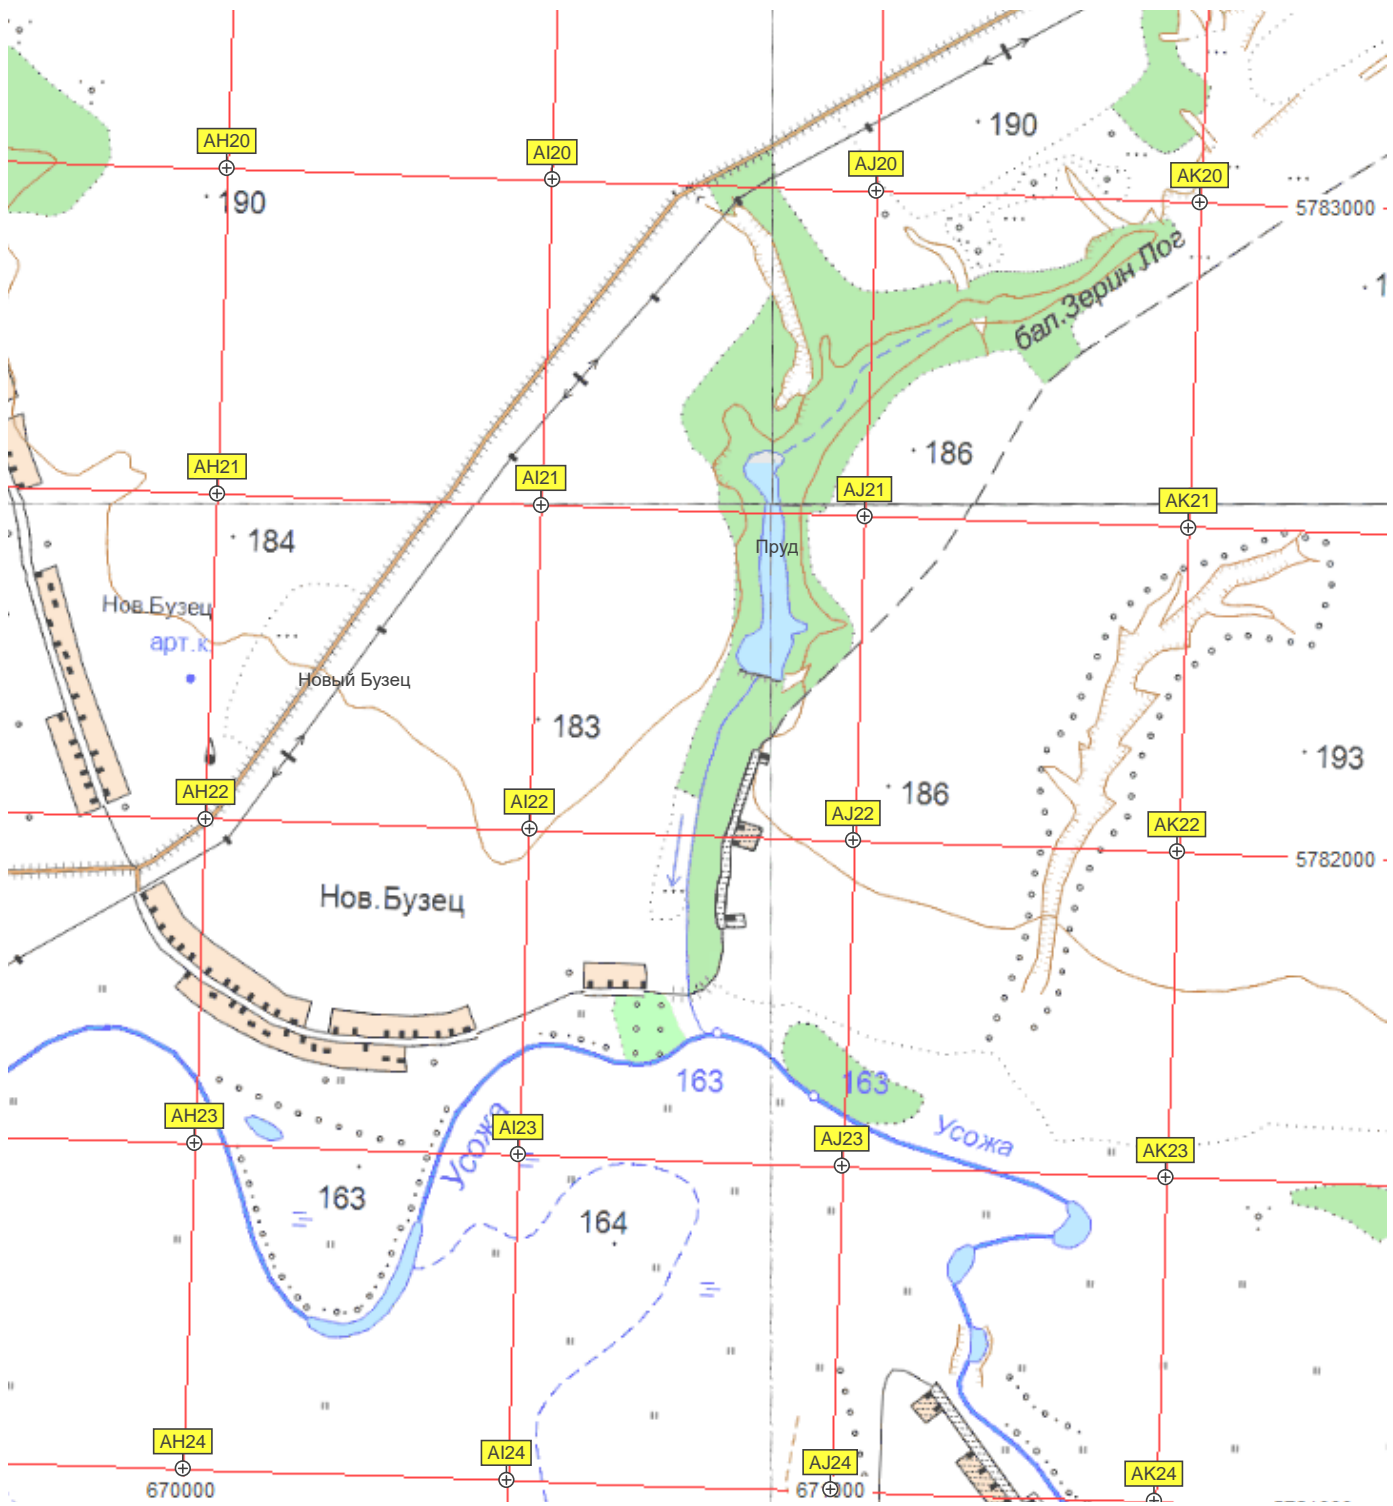 190
AH20
AI20
AJ20
AK20
190
5783000
бал.Зерин Лог
186
AH21
AI21
AJ21
AK21
184
Пруд
Нов.Бузец
арт.к.
Новый Бузец
183
193
186
AH22
AI22
AJ22
AK22
5782000
Нов.Бузец
163
163
Усожа
Усожа
AH23
AI23
AJ23
AK23
163
164
AH24
AI24
AJ24
AK24
670000